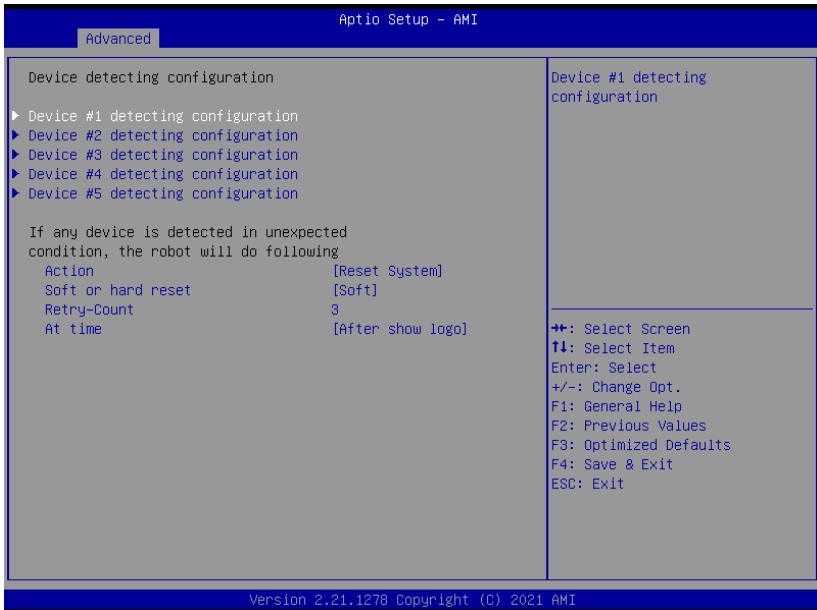 Aptio Setup – AMI
Advanced
Device detecting configuration
Device #1 detecting configuration
Device #2 detecting configuration
Device #3 detecting configuration
Device #4 detecting configuration
Device #5 detecting configuration
If any device is detected in unexpected
condition, the robot will do following
Action [Reset System]
Soft or hard reset [Soft]
Retry-Count 3
At time [After show logo]
Device #1 detecting
configuration
→←: Select Screen
↑↓: Select Item
Enter: Select
+/-: Change Opt.
F1: General Help
F2: Previous Values
F3: Optimized Defaults
F4: Save & Exit
ESC: Exit
Version 2.21.1278 Copyright (C) 2021 AMI